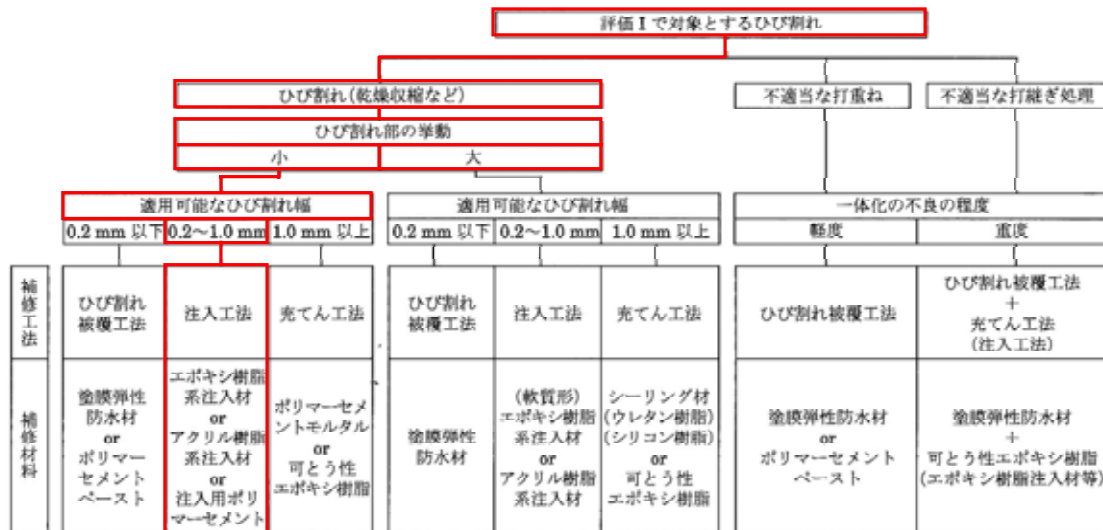 評価Ⅰで対象とするひび割れ
ひび割れ(乾燥収縮など)
不適当な打重ね
不適当な打継ぎ処理
ひび割れ部の挙動
小
大
適用可能なひび割れ幅
適用可能なひび割れ幅
一体化の不良の程度
0.2 mm 以下
0.2〜1.0 mm
1.0 mm 以上
0.2 mm 以下
0.2〜1.0 mm
1.0 mm 以上
軽度
重度
補修工法
ひび割れ
被覆工法
注入工法
充てん工法
ひび割れ
被覆工法
注入工法
充てん工法
ひび割れ被覆工法
ひび割れ被覆工法
+
充てん工法
(注入工法)
補修材料
塗膜弾性
防水材
or
ポリマー
セメント
ペースト
エポキシ樹脂
系注入材
or
アクリル樹脂
系注入材
or
注入用ポリ
マーセメント
ポリマーセメ
ントモルタル
or
可とう性
エポキシ樹脂
塗膜弾性
防水材
(軟質形)
エポキシ樹脂
系注入材
or
アクリル樹脂
系注入材
シーリング材
(ウレタン樹脂)
(シリコン樹脂)
or
可とう性
エポキシ樹脂
塗膜弾性防水材
or
ポリマーセメント
ペースト
塗膜弾性防水材
+
可とう性エポキシ樹脂
(エポキシ樹脂注入材等)